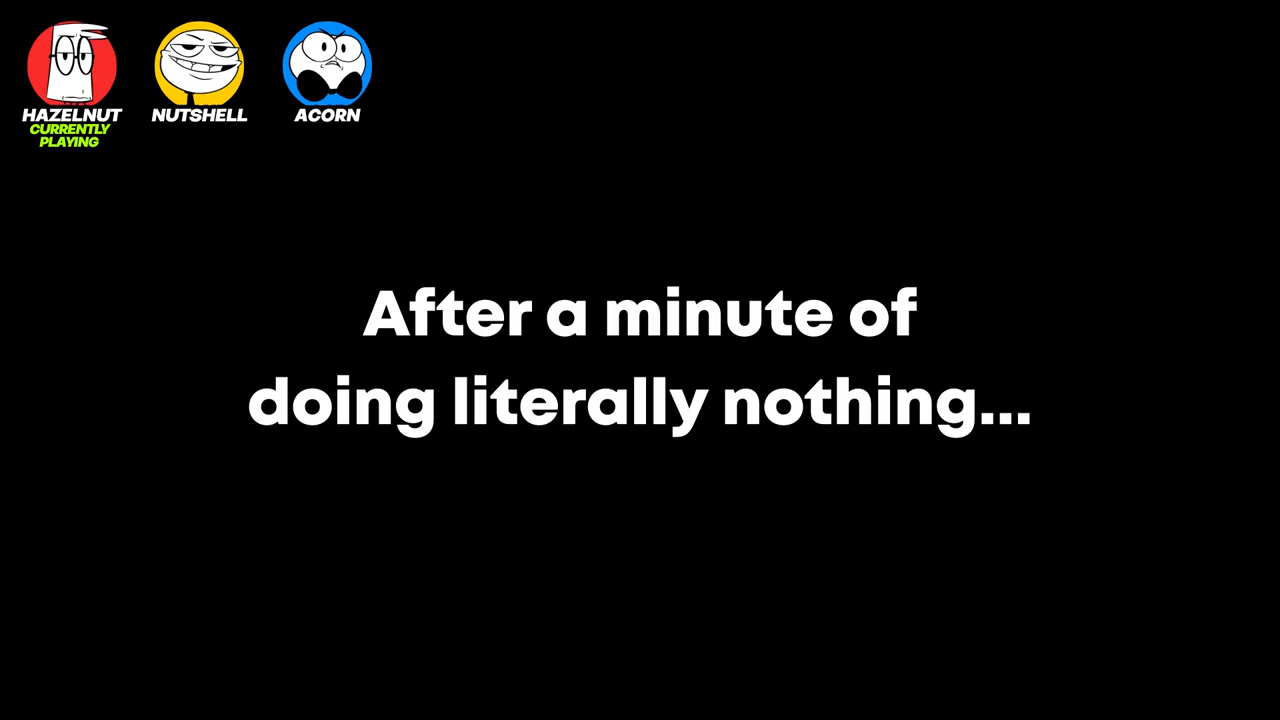 HAZELNUT
CURRENTLY
PLAYING
NUTSHELL
ACORN
After a minute of
doing literally nothing...